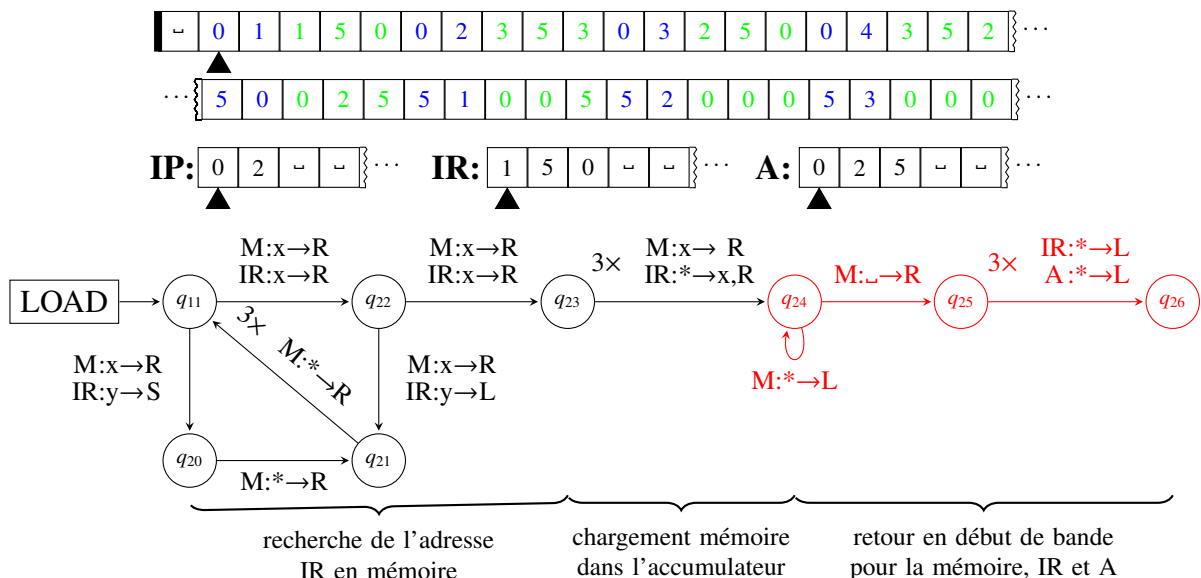 ␣ 0 1 1 5 0 0 2 3 5 3 0 3 2 5 0 0 4 3 5 2 ···
··· 5 0 0 2 5 5 1 0 0 5 5 2 0 0 0 5 3 0 0 0 ···
IP: 0 2 ␣ ␣ ··· IR: 1 5 0 ␣ ␣ ··· A: 0 2 5 ␣ ␣ ···
M:x→R M:x→R 3× M:x→ R 3× IR:*→L
IR:x→R IR:x→R IR:*→x,R M:␣→R A:*→L
LOAD q11 q22 q23 q24 q25 q26
3× M:*→R
M:x→R M:x→R
IR:y→S IR:y→L
M:*→L
q20 q21
M:*→R
recherche de l'adresse chargement mémoire retour en début de bande
IR en mémoire dans l'accumulateur pour la mémoire, IR et A